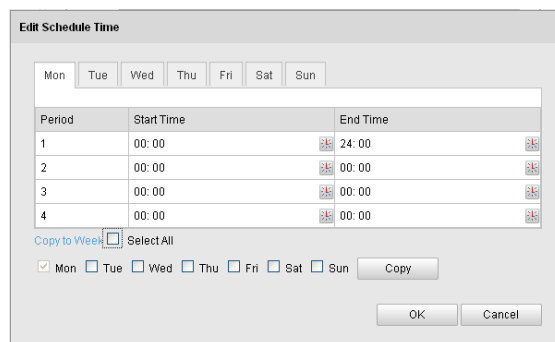 Edit Schedule Time
Mon Tue Wed Thu Fri Sat Sun
Period Start Time End Time
1 00: 00 24: 00
2 00: 00 00: 00
3 00: 00 00: 00
4 00: 00 00: 00
Copy to Week Select All
Mon Tue Wed Thu Fri Sat Sun Copy
OK Cancel